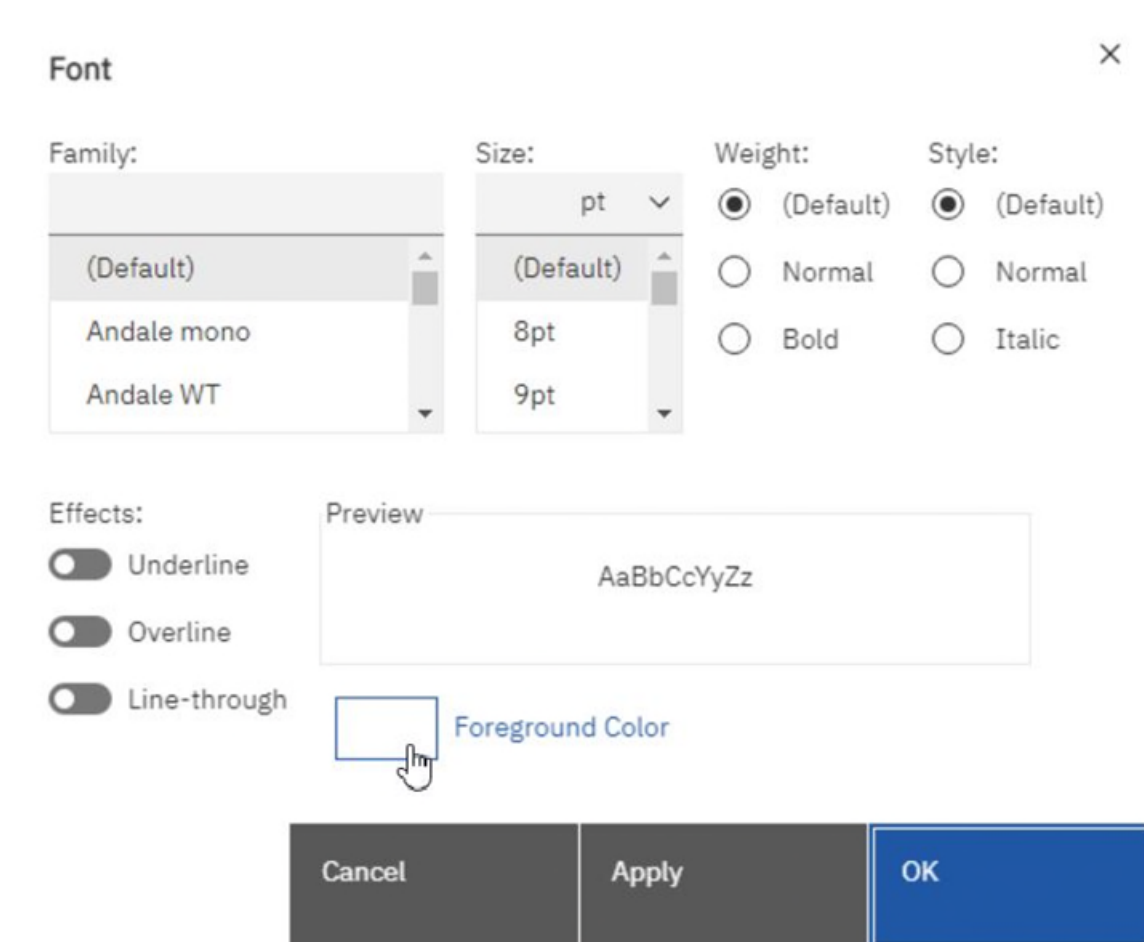 Font
Family:
(Default)
Andale mono
Andale WT
Size:
pt
(Default)
8pt
9pt
Weight:
(Default)
Normal
Bold
Style:
(Default)
Normal
Italic
Effects:
Underline
Overline
Line-through
Preview
AaBbCcYyZz
Foreground Color
Cancel
Apply
OK